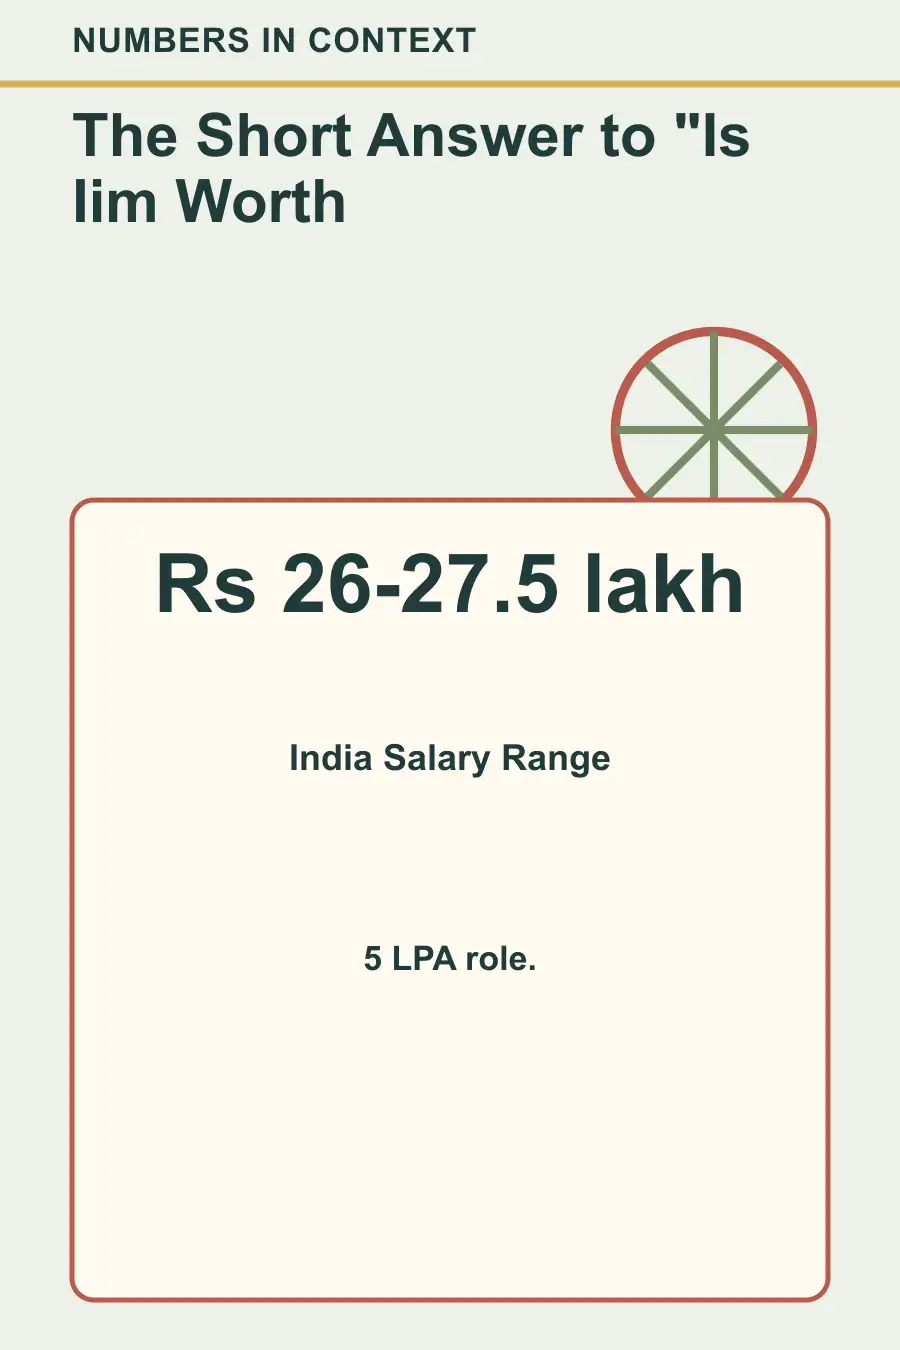 NUMBERS IN CONTEXT
The Short Answer to "Is
Iim Worth
Rs 26-27.5 lakh
India Salary Range
5 LPA role.